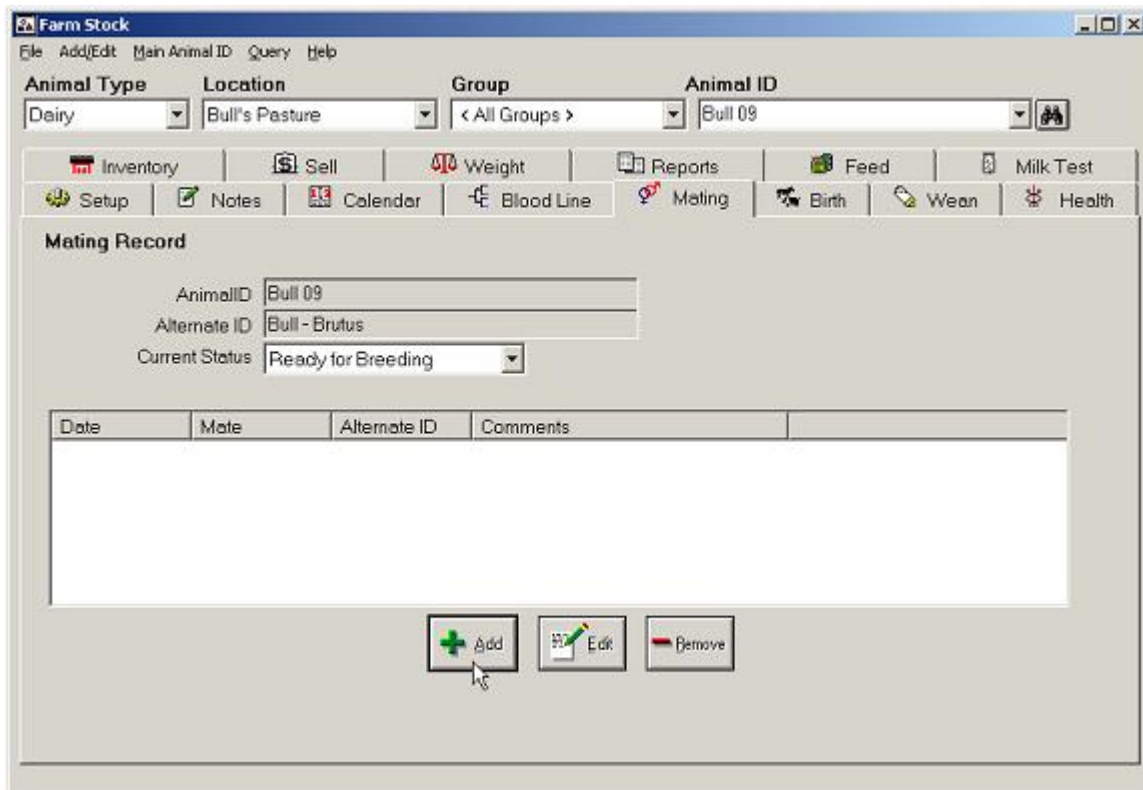 Farm Stock
File Add/Edit Main Animal ID Query Help
Animal Type Location Group Animal ID
Dairy Bull's Pasture < All Groups > Bull 09
Inventory Sell Weight Reports Feed Milk Test
Setup Notes Calendar Blood Line Mating Birth Wean Health
Mating Record
AnimalID Bull 09
Alternate ID Bull - Brutus
Current Status Ready for Breeding
Date Mate Alternate ID Comments
Add Edit Remove